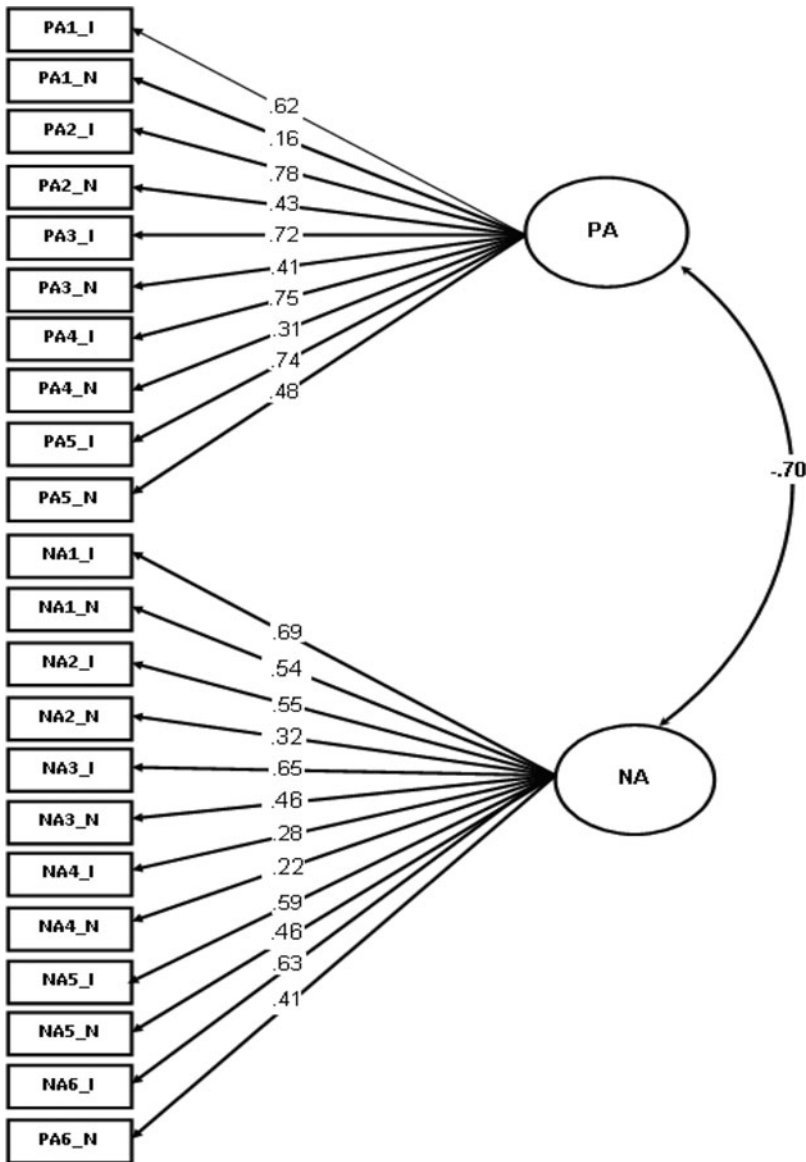 PA1_I
PA1_N
PA2_I
PA2_N
PA3_I
PA3_N
PA4_I
PA4_N
PA5_I
PA5_N
.62
.16
.78
.43
.72
.41
.75
.31
.74
.48
PA
-.70
NA1_I
NA1_N
NA2_I
NA2_N
NA3_I
NA3_N
NA4_I
NA4_N
NA5_I
NA5_N
NA6_I
PA6_N
.69
.54
.55
.32
.65
.46
.28
.22
.59
.46
.63
.41
NA